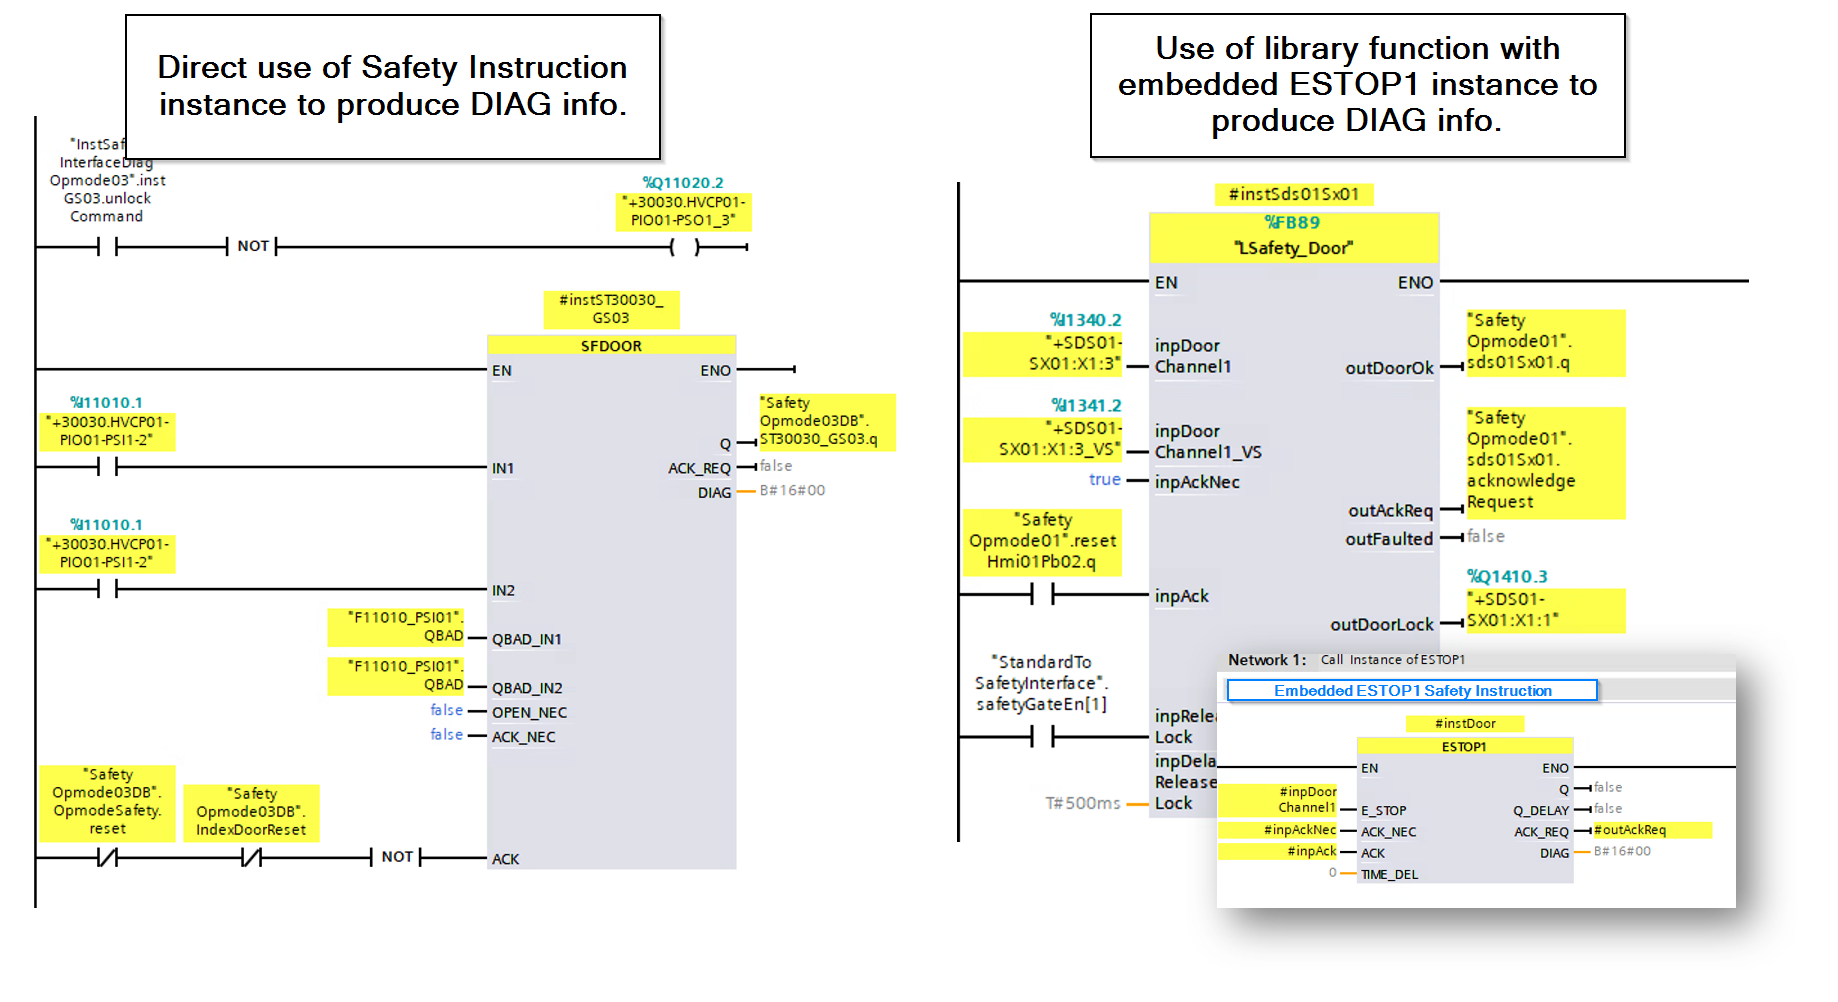 Direct use of Safety Instruction
instance to produce DIAG info.
"InstSaf
InterfaceDiag
Opmode03".inst
GS03.unlock
Command
NOT
%Q11020.2
"+30030.HVCP01-
PIO01-PSO1_3"
#instST30030_
GS03
SFDOOR
EN
ENO
%I11010.1
"+30030.HVCP01-
PIO01-PSI1-2"
IN1
"Safety
Opmode03DB".
ST30030_GS03.q
Q
ACK_REQ
false
DIAG
B#16#00
%I11010.1
"+30030.HVCP01-
PIO01-PSI1-2"
IN2
"F11010_PSI01".
QBAD
QBAD_IN1
"F11010_PSI01".
QBAD
QBAD_IN2
false
OPEN_NEC
false
ACK_NEC
"Safety
Opmode03DB".
OpmodeSafety.
reset
"Safety
Opmode03DB".
IndexDoorReset
NOT
ACK
Use of library function with
embedded ESTOP1 instance to
produce DIAG info.
#instSds01Sx01
%FB89
"LSafety_Door"
EN
ENO
%I1340.2
"+SDS01-
SX01:X1:3"
inpDoor
Channel1
outDoorOk
"Safety
Opmode01".
sds01Sx01.q
%I1341.2
"+SDS01-
SX01:X1:3_VS"
inpDoor
Channel1_VS
true
inpAckNec
outAckReq
"Safety
Opmode01".
sds01Sx01.
acknowledge
Request
outFaulted
false
"Safety
Opmode01".reset
Hmi01Pb02.q
inpAck
%Q1410.3
"+SDS01-
SX01:X1:1"
outDoorLock
"StandardTo
SafetyInterface".
safetyGateEn[1]
inpRelea
Lock
inpDela
Release
T#500ms
Lock
Network 1: Call Instance of ESTOP1
Embedded ESTOP1 Safety Instruction
#instDoor
ESTOP1
EN
ENO
Q
false
#inpDoor
Channel1
E_STOP
Q_DELAY
false
#inpAckNec
ACK_NEC
ACK_REQ
#outAckReq
#inpAck
ACK
DIAG
B#16#00
0
TIME_DEL